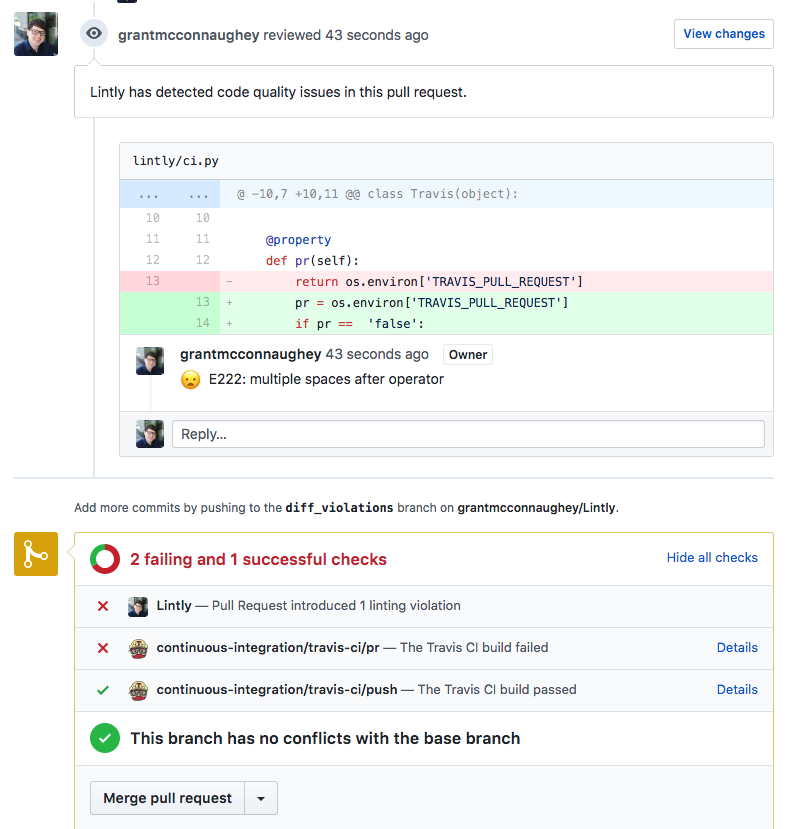 grantmcconnaughey reviewed 43 seconds ago
View changes
Lintly has detected code quality issues in this pull request.
lintly/ci.py
... ... @ -10,7 +10,11 @@ class Travis(object):
10 10
11 11 @property
12 12 def pr(self):
13 - return os.environ['TRAVIS_PULL_REQUEST']
13 + pr = os.environ['TRAVIS_PULL_REQUEST']
14 + if pr ==  'false':
grantmcconnaughey 43 seconds ago Owner
E222: multiple spaces after operator
Reply...
Add more commits by pushing to the diff_violations branch on grantmcconnaughey/Lintly.
2 failing and 1 successful checks
Hide all checks
Lintly — Pull Request introduced 1 linting violation
continuous-integration/travis-ci/pr — The Travis CI build failed
Details
continuous-integration/travis-ci/push — The Travis CI build passed
Details
This branch has no conflicts with the base branch
Merge pull request